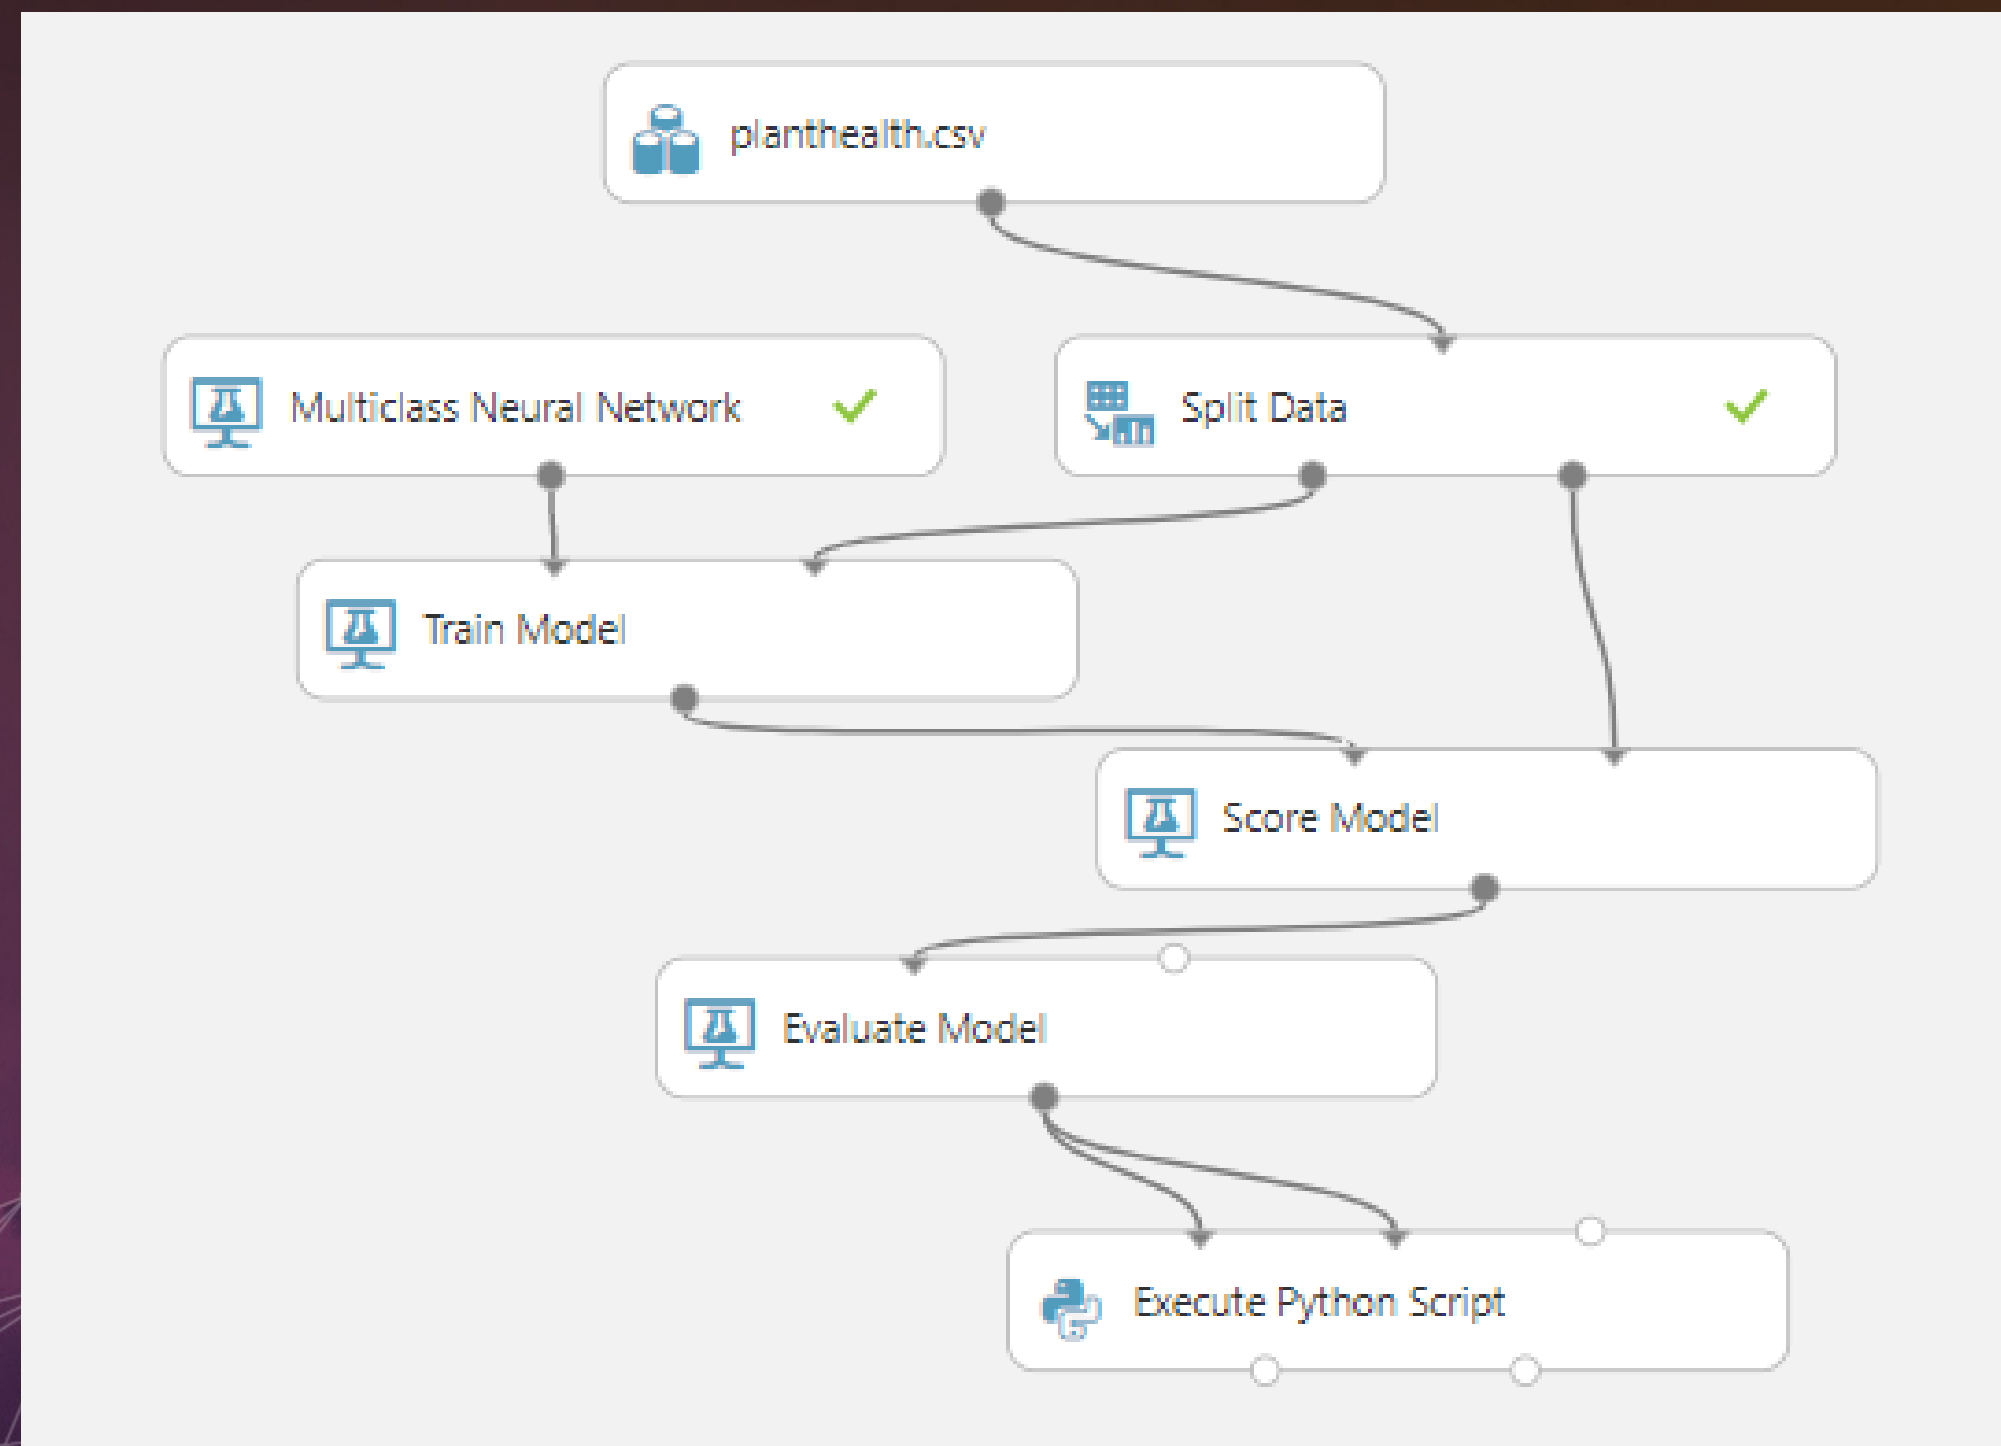 planthealth.csv
Multiclass Neural Network
Split Data
Train Model
Score Model
Evaluate Model
Execute Python Script